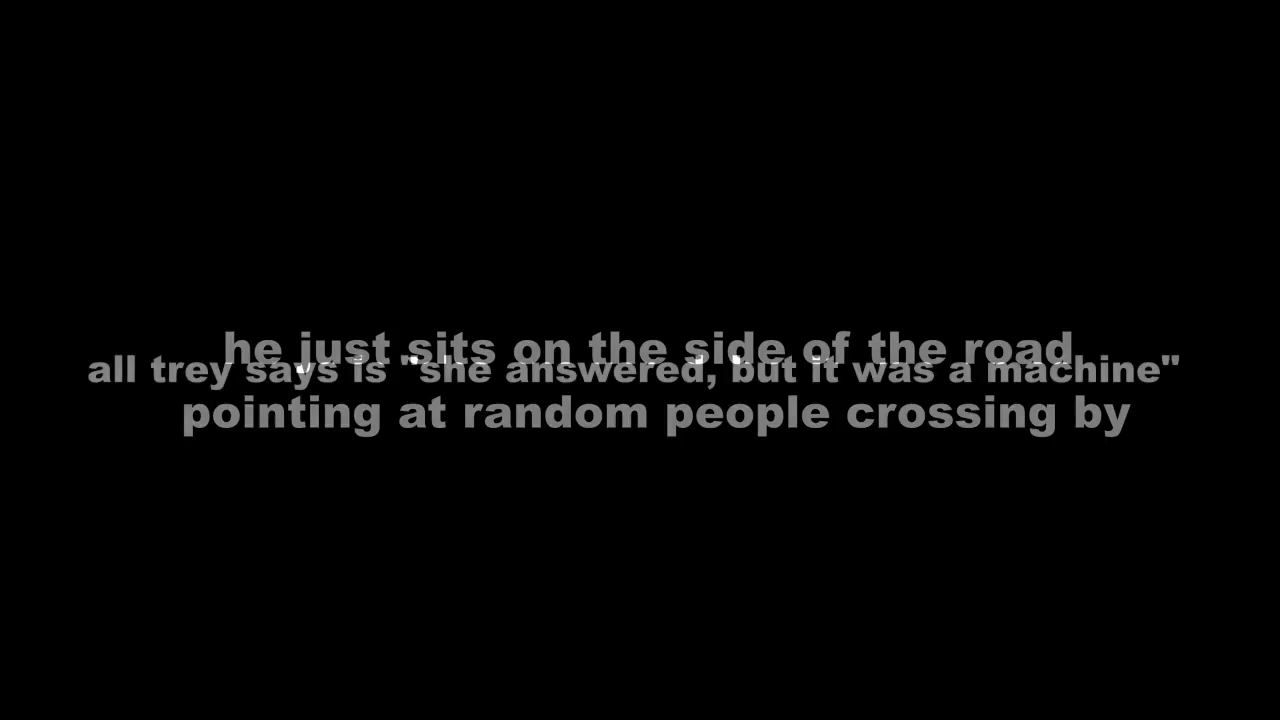 he just sits on the side of the road
all trey says is "she answered, but it was a machine"
pointing at random people crossing by